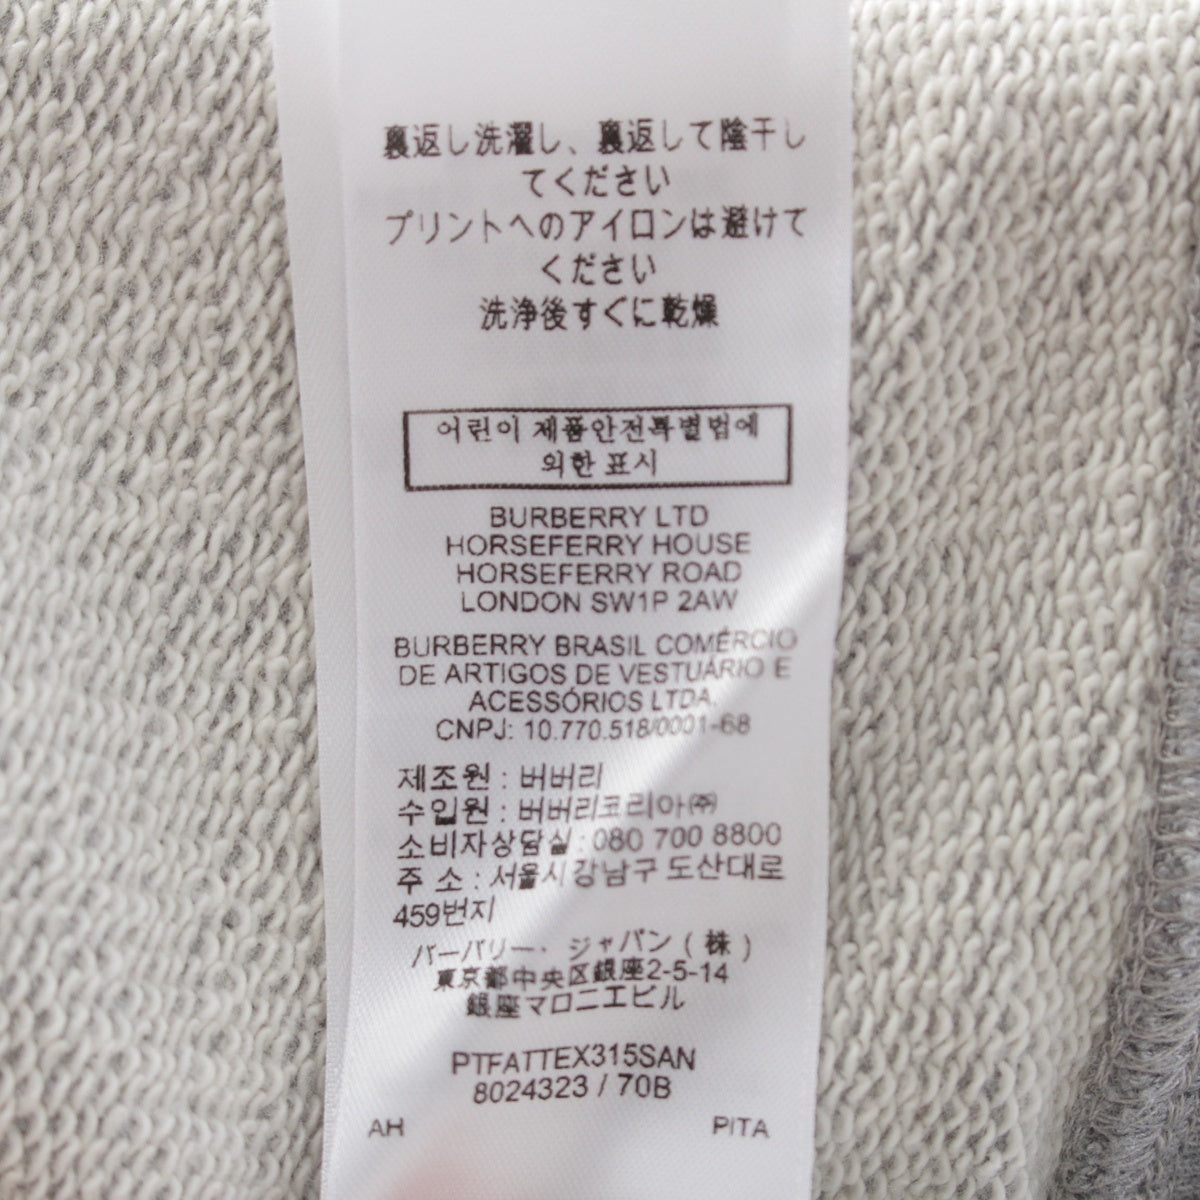 裏返し洗濯し、裏返して陰干し
てください
プリントへのアイロンは避けて
ください
洗浄後すぐに乾燥
어린이 제품안전특별법에
의한 표시
BURBERRY LTD
HORSEFERRY HOUSE
HORSEFERRY ROAD
LONDON SW1P 2AW
BURBERRY BRASIL COMÉRCIO
DE ARTIGOS DE VESTUÁRIO E
ACESSÓRIOS LTDA.
CNPJ: 10.770.518/0001-68
제조원 : 버버리
수입원 : 버버리코리아㈜
소비자상담실 : 080 700 8800
주 소 : 서울시 강남구 도산대로
459번지
バーバリー・ジャパン ( 株 )
東京都中央区銀座2-5-14
銀座マロニエビル
PTFATTEX315SAN
8024323 / 70B
AH PITA